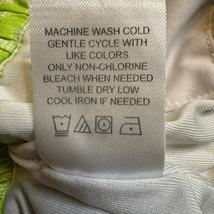 MACHINE WASH COLD
GENTLE CYCLE WITH
LIKE COLORS
ONLY NON-CHLORINE
BLEACH WHEN NEEDED
TUMBLE DRY LOW
COOL IRON IF NEEDED